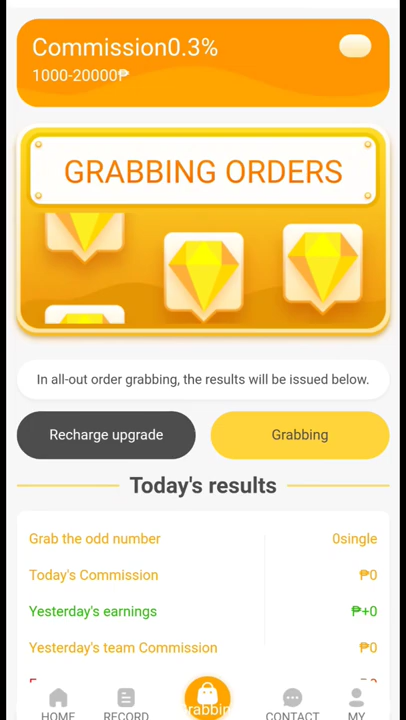 Commission0.3%
1000-20000₱
GRABBING ORDERS
In all-out order grabbing, the results will be issued below.
Recharge upgrade
Grabbing
Today's results
Grab the odd number 0single
Today's Commission ₱0
Yesterday's earnings ₱+0
Yesterday's team Commission ₱0
HOME
RECORD
Grabbing
CONTACT
MY